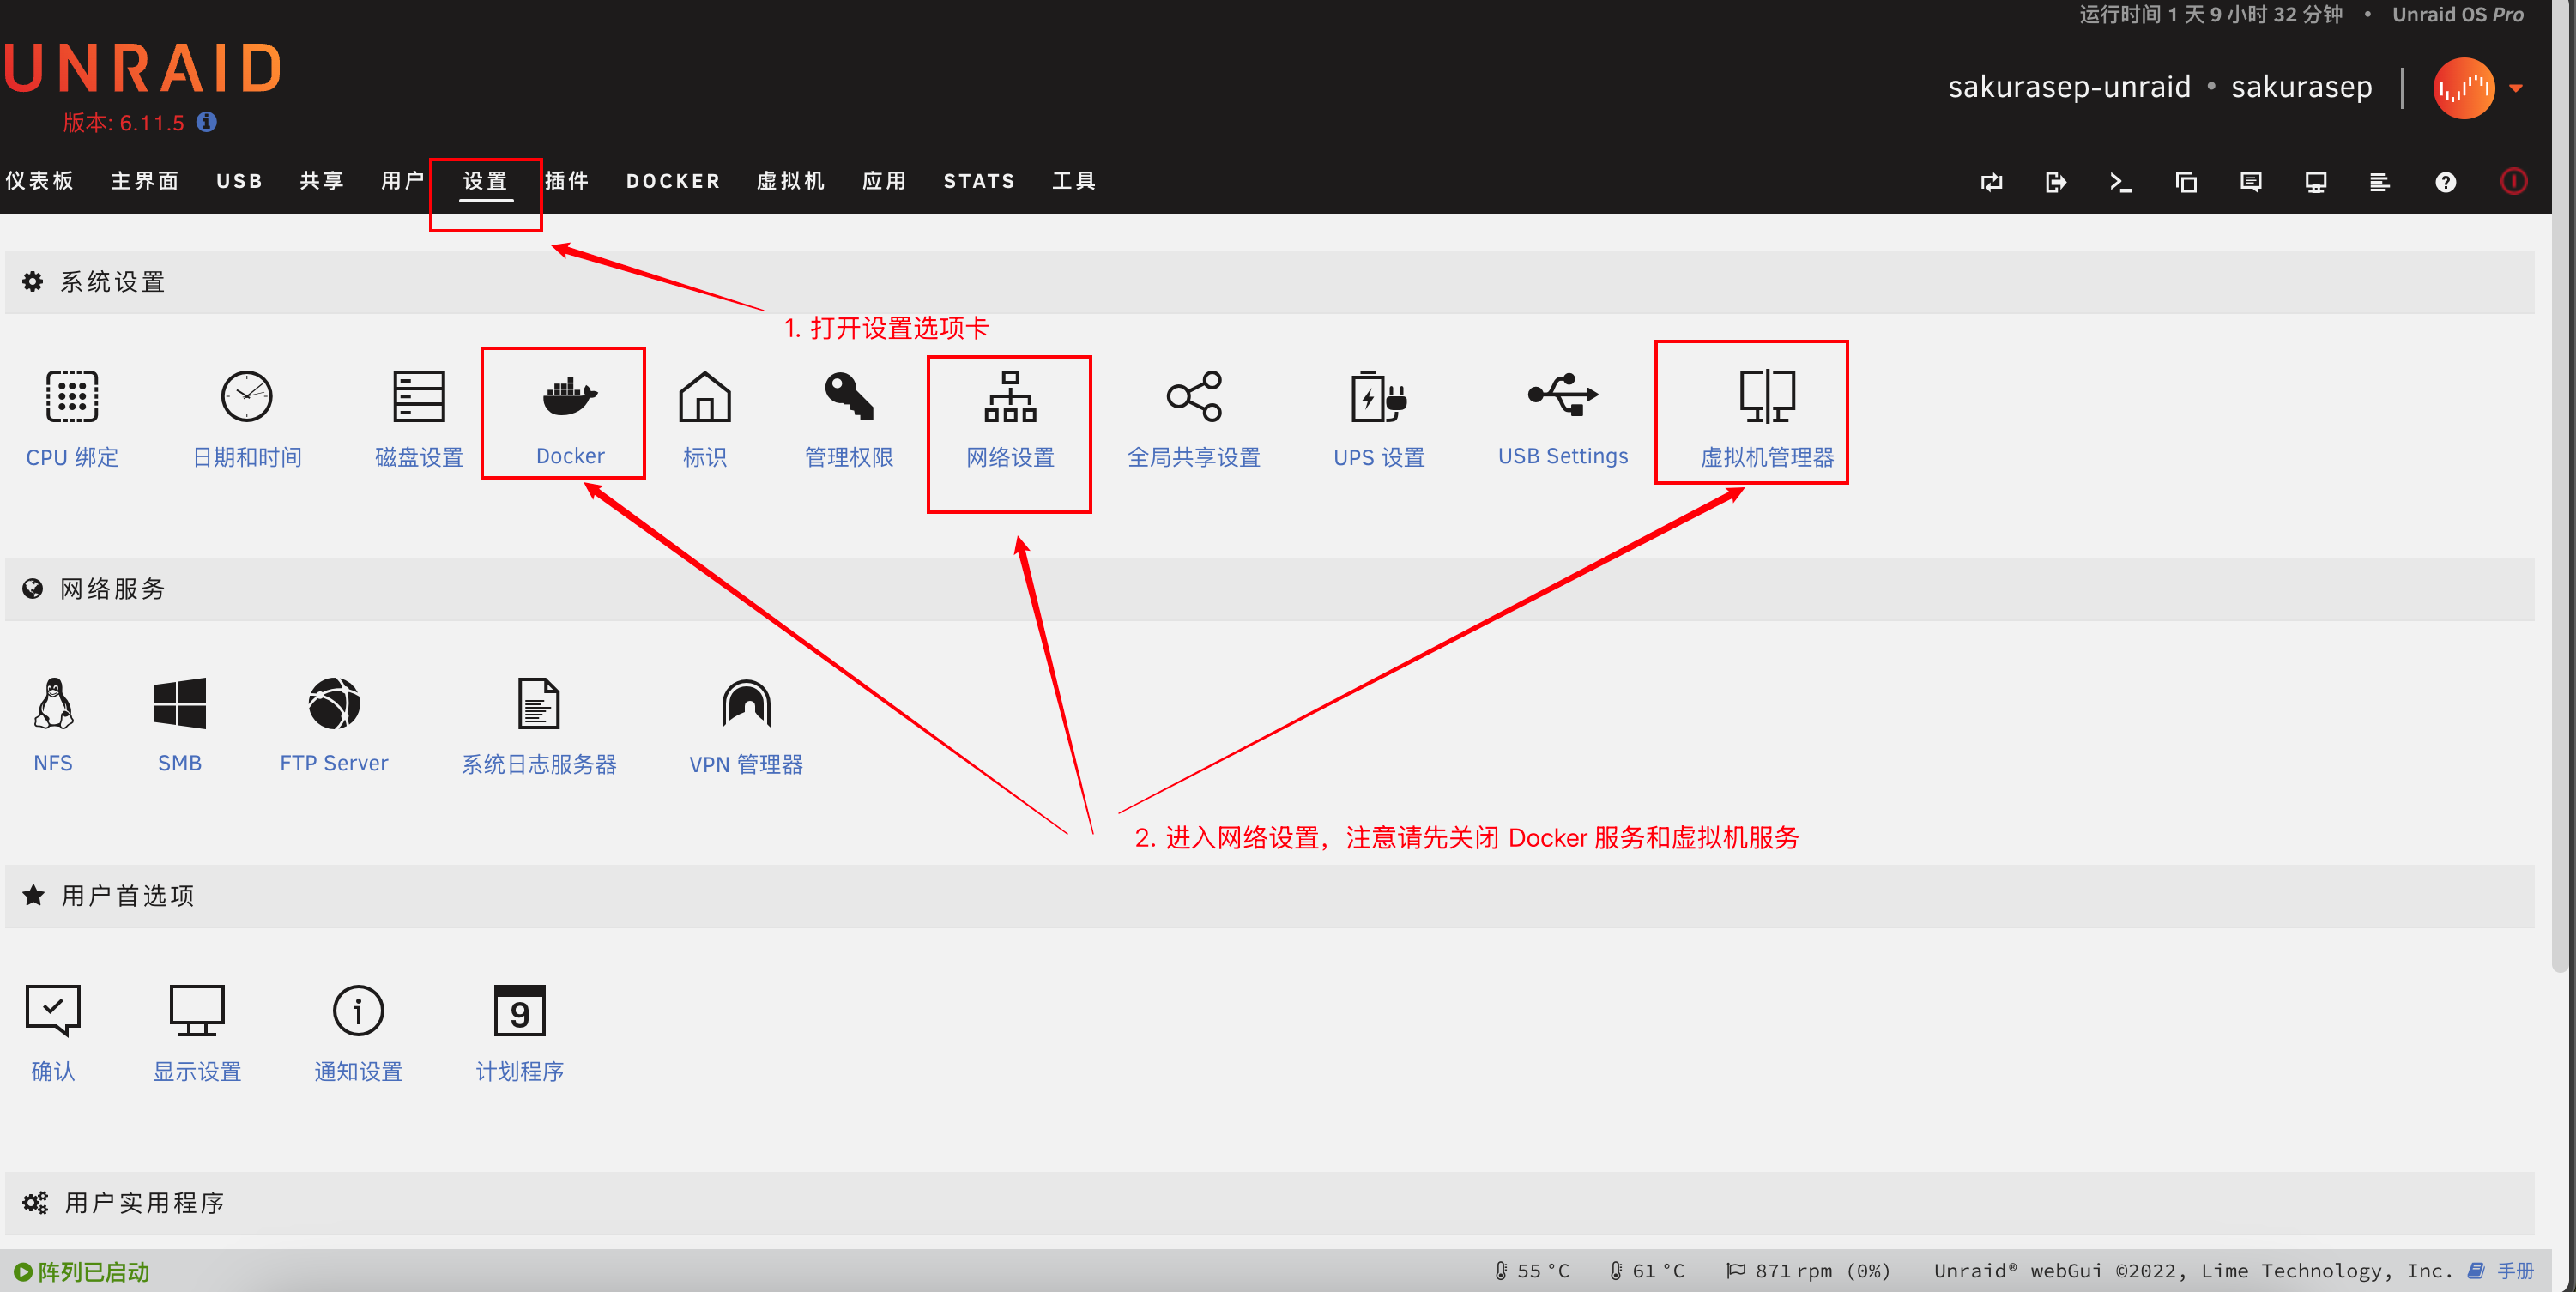 运行时间 1 天 9 小时 32 分钟 • Unraid OS Pro
UNRAID
版本: 6.11.5
sakurasep-unraid • sakurasep
仪表板 主界面 USB 共享 用户 设置 插件 DOCKER 虚拟机 应用 STATS 工具
系统设置
1. 打开设置选项卡
CPU 绑定 日期和时间 磁盘设置 Docker 标识 管理权限 网络设置 全局共享设置 UPS 设置 USB Settings 虚拟机管理器
网络服务
NFS SMB FTP Server 系统日志服务器 VPN 管理器
2. 进入网络设置，注意请先关闭 Docker 服务和虚拟机服务
用户首选项
9
确认 显示设置 通知设置 计划程序
用户实用程序
阵列已启动 55 °C 61 °C 871 rpm (0%) Unraid® webGui ©2022, Lime Technology, Inc. 手册